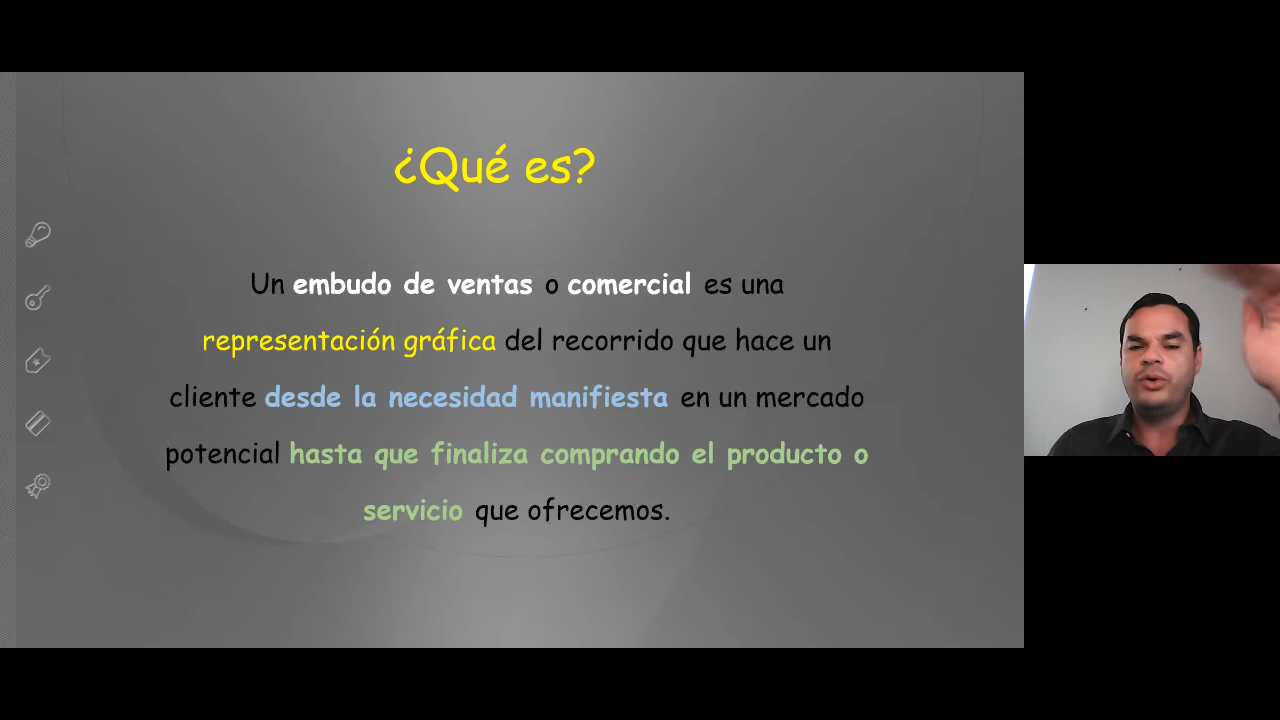 ¿Qué es?
Un embudo de ventas o comercial es una
representación gráfica del recorrido que hace un
cliente desde la necesidad manifiesta en un mercado
potencial hasta que finaliza comprando el producto o
servicio que ofrecemos.